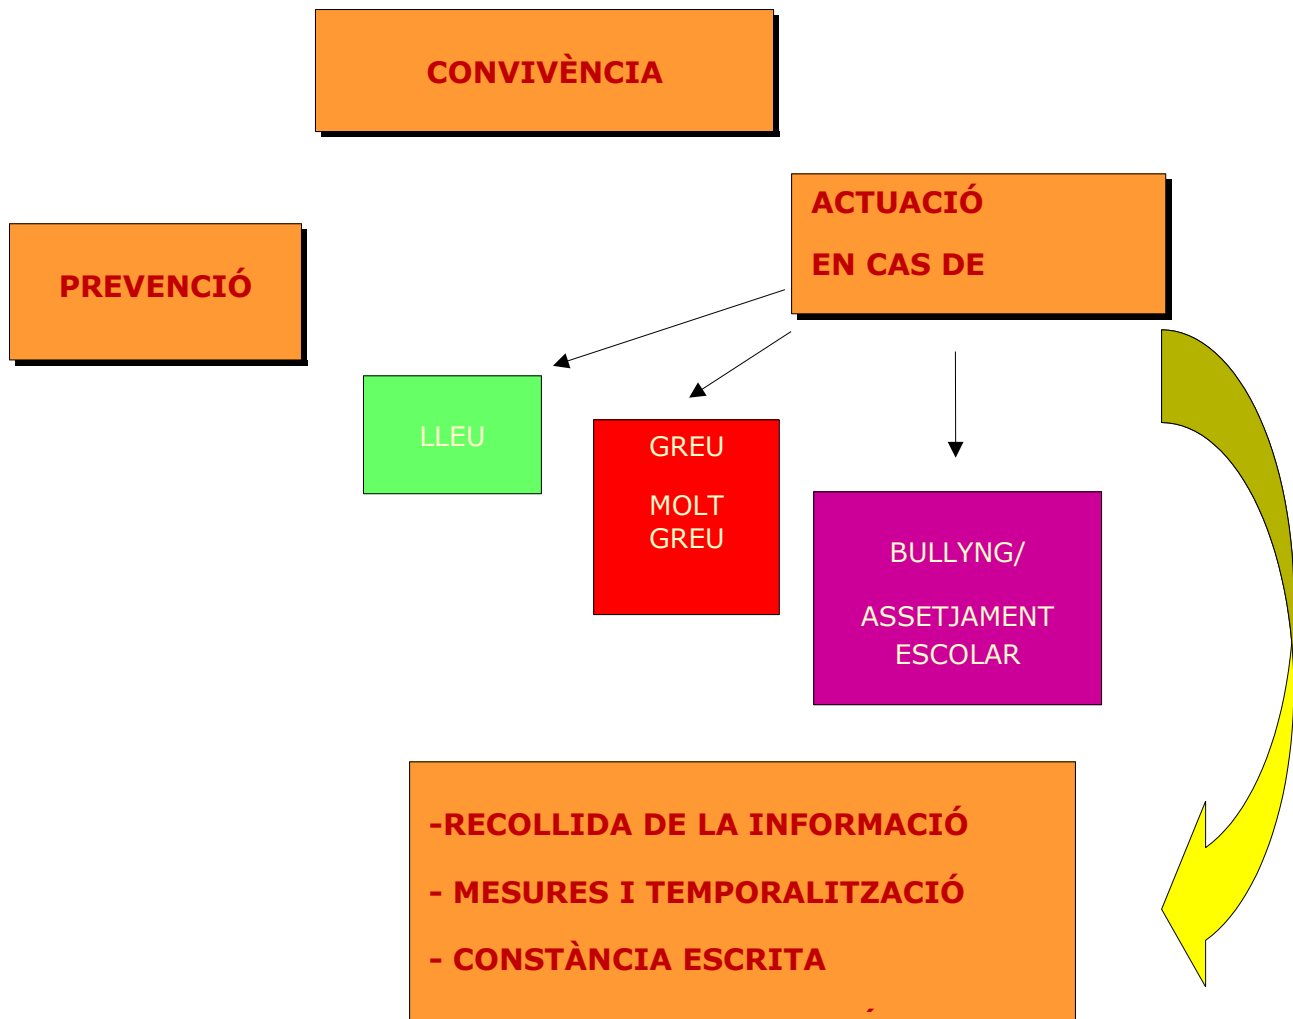 CONVIVÈNCIA
ACTUACIÓ
EN CAS DE
PREVENCIÓ
LLEU
GREU
MOLT
GREU
BULLYNG/
ASSETJAMENT
ESCOLAR
-RECOLLIDA DE LA INFORMACIÓ
- MESURES I TEMPORALITZACIÓ
- CONSTÀNCIA ESCRITA